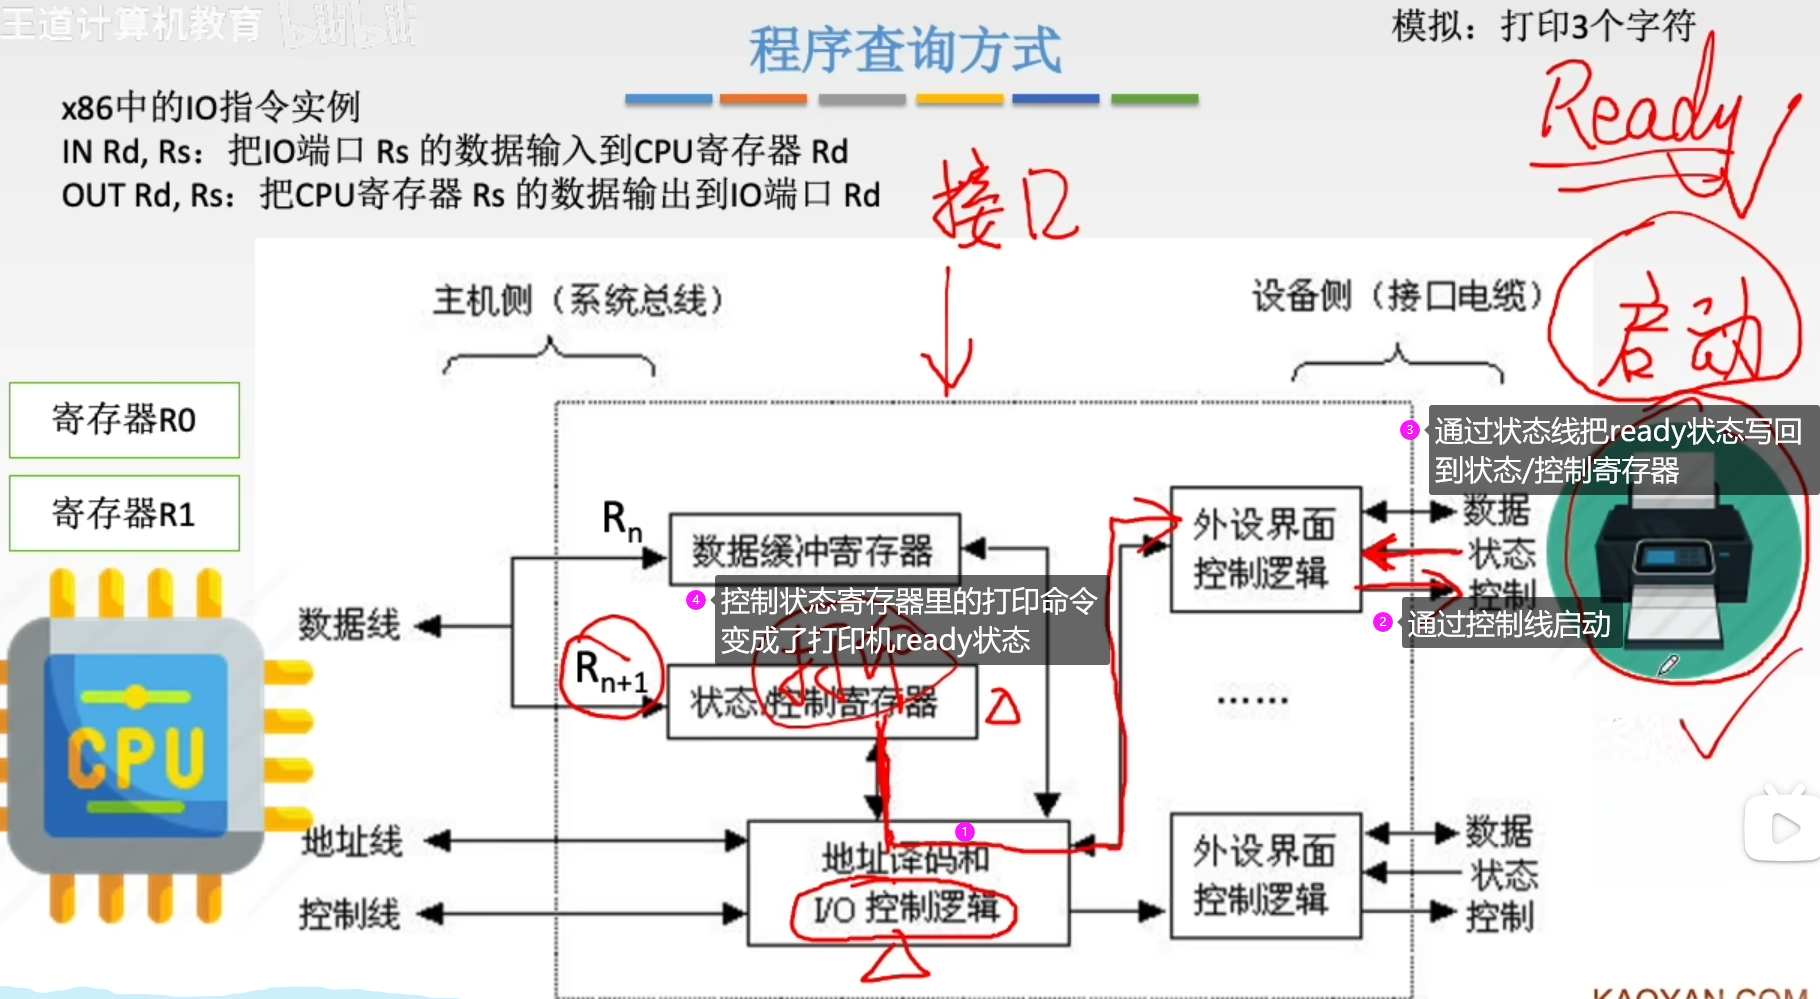 王道计算机教育 bilibili
程序查询方式
模拟：打印3个字符
Ready
x86中的IO指令实例
IN Rd, Rs：把IO端口 Rs 的数据输入到CPU寄存器 Rd
OUT Rd, Rs：把CPU寄存器 Rs 的数据输出到IO端口 Rd
接口
启动
主机侧（系统总线）
设备侧（接口电缆）
寄存器R0
寄存器R1
CPU
Rn
数据缓冲寄存器
Rn+1
状态/控制寄存器
打印
数据线
地址线
控制线
地址译码和
I/O 控制逻辑
外设界面
控制逻辑
数据
状态
控制
……
外设界面
控制逻辑
数据
状态
控制
1
2 通过控制线启动
3 通过状态线把ready状态写回
到状态/控制寄存器
4 控制状态寄存器里的打印命令
变成了打印机ready状态
KAOYAN.COM